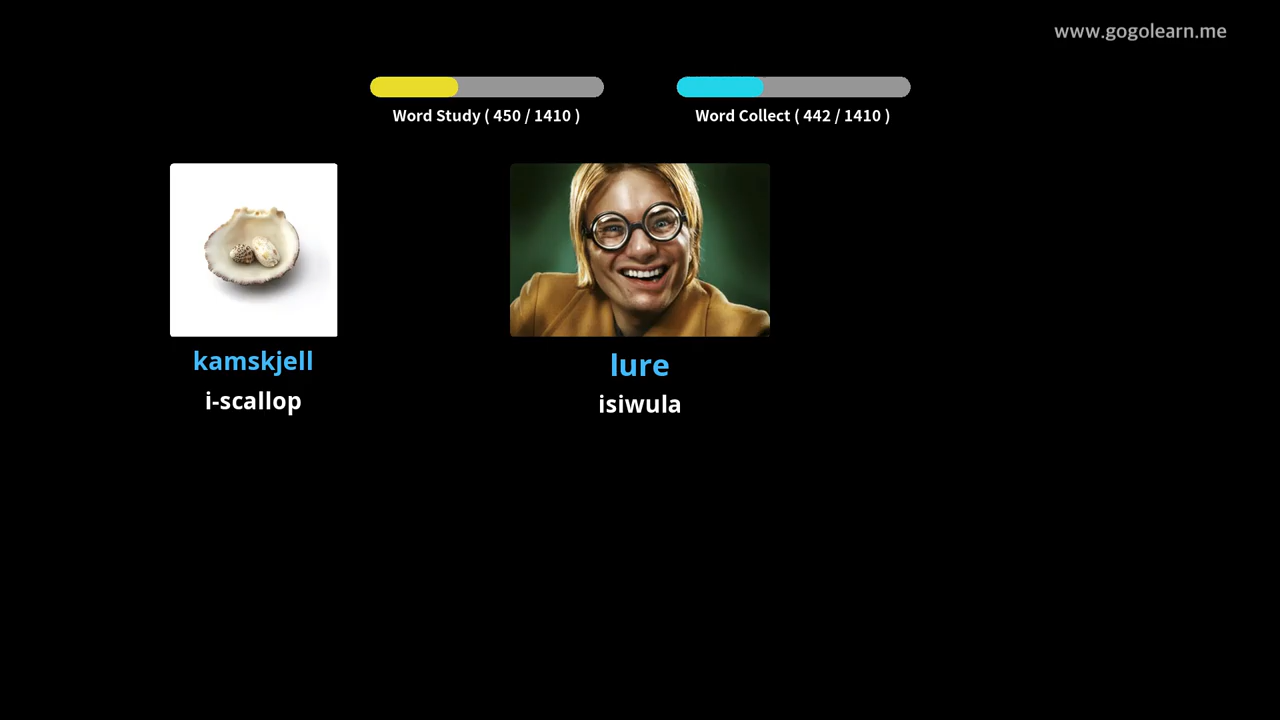 www.gogolearn.me
Word Study ( 450 / 1410 )
Word Collect ( 442 / 1410 )
kamskjell
i-scallop
lure
isiwula